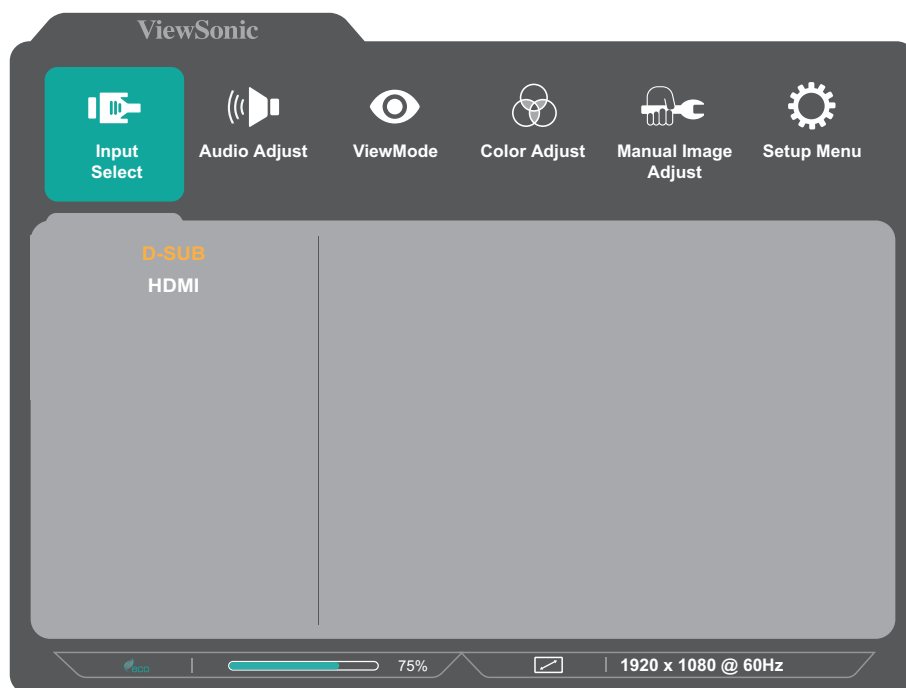 ViewSonic
Input Select
Audio Adjust
ViewMode
Color Adjust
Manual Image Adjust
Setup Menu
D-SUB
HDMI
ECO
75%
1920 x 1080 @ 60Hz